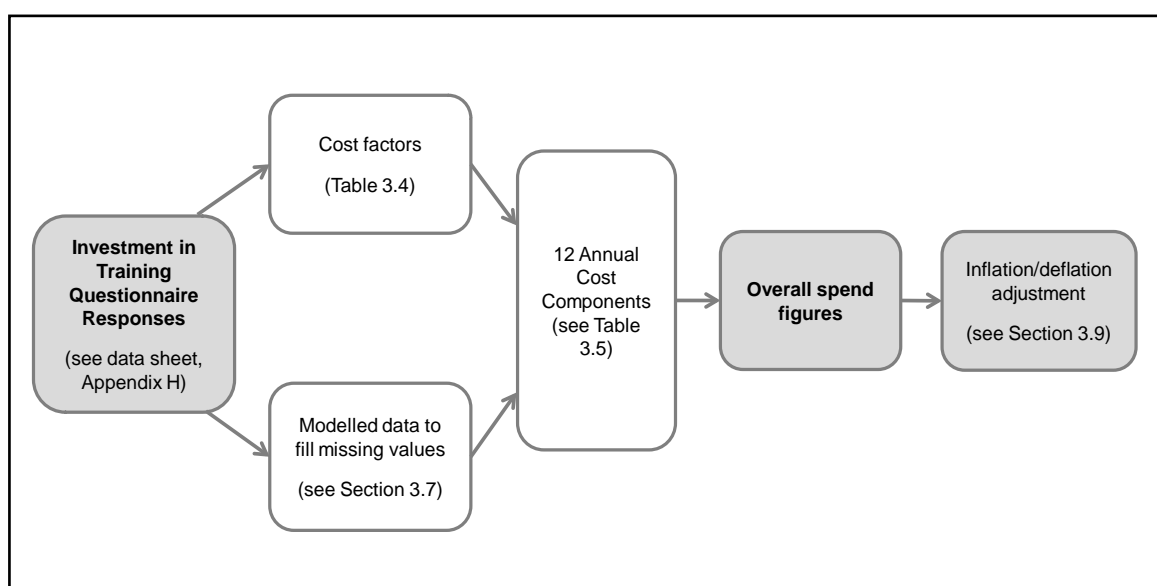 Investment in
Training
Questionnaire
Responses
(see data sheet,
Appendix H)
Cost factors
(Table 3.4)
Modelled data to
fill missing values
(see Section 3.7)
12 Annual
Cost
Components
(see Table
3.5)
Overall spend
figures
Inflation/deflation
adjustment
(see Section 3.9)